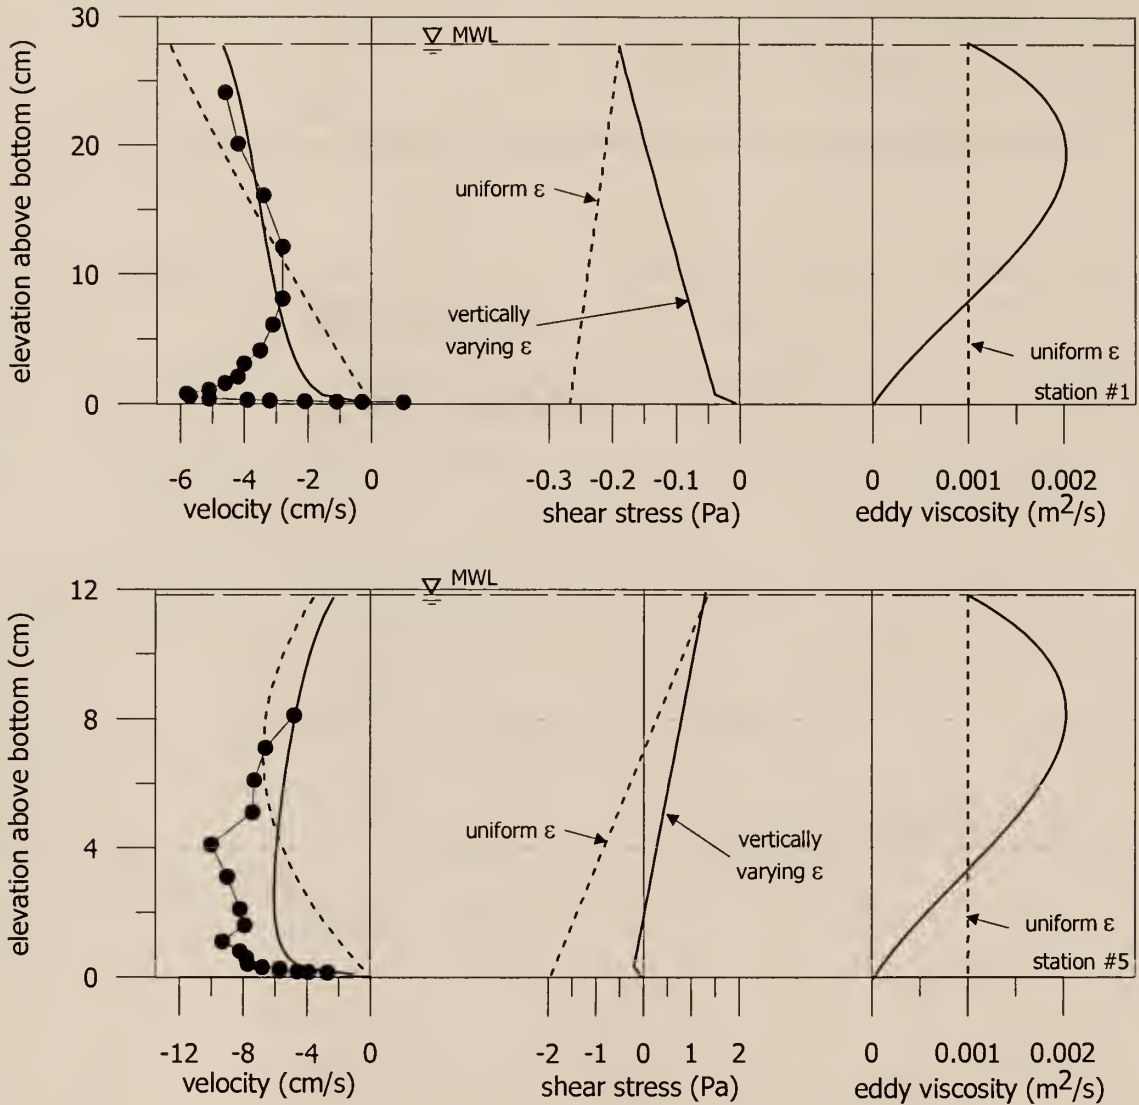 30
20
10
0
elevation above bottom (cm)
MWL
uniform ε
vertically
varying ε
uniform ε
station #1
-6 -4 -2 0
velocity (cm/s)
-0.3 -0.2 -0.1 0
shear stress (Pa)
0 0.001 0.002
eddy viscosity (m²/s)
12
8
4
0
elevation above bottom (cm)
MWL
uniform ε
vertically
varying ε
uniform ε
station #5
-12 -8 -4 0
velocity (cm/s)
-2 -1 0 1 2
shear stress (Pa)
0 0.001 0.002
eddy viscosity (m²/s)